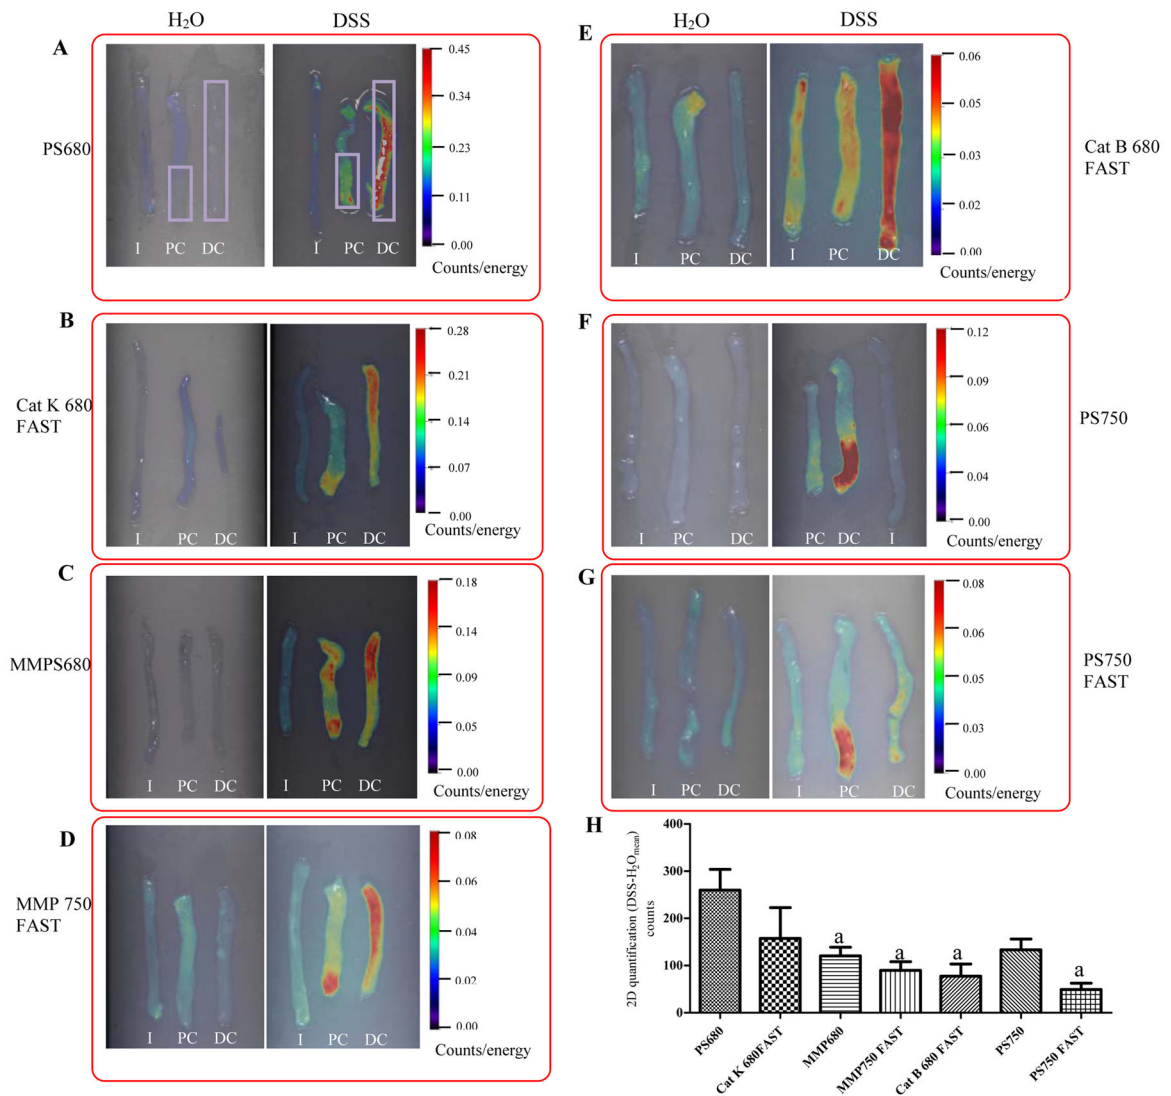 H₂O
DSS
A
PS680
0.45
0.34
0.23
0.11
0.00
I
PC
DC
I
PC
DC
Counts/energy
B
Cat K 680
FAST
0.28
0.21
0.14
0.07
0.00
I
PC
DC
I
PC
DC
Counts/energy
C
MMPS680
0.18
0.14
0.09
0.05
0.00
I
PC
DC
I
PC
DC
Counts/energy
D
MMP 750
FAST
0.08
0.06
0.04
0.02
0.00
I
PC
DC
I
PC
DC
Counts/energy
H₂O
DSS
E
Cat B 680
FAST
0.06
0.05
0.03
0.02
0.00
I
PC
DC
I
PC
DC
Counts/energy
F
PS750
0.12
0.09
0.06
0.04
0.00
I
PC
DC
PC
DC
I
Counts/energy
G
PS750
FAST
0.08
0.06
0.05
0.03
0.00
I
PC
DC
I
PC
DC
Counts/energy
H
2D quantification (DSS-H₂Omean)
counts
400
300
200
100
0
a
a
a
a
PS680
Cat K 680FAST
MMP680
MMP750 FAST
Cat B 680 FAST
PS750
PS750 FAST